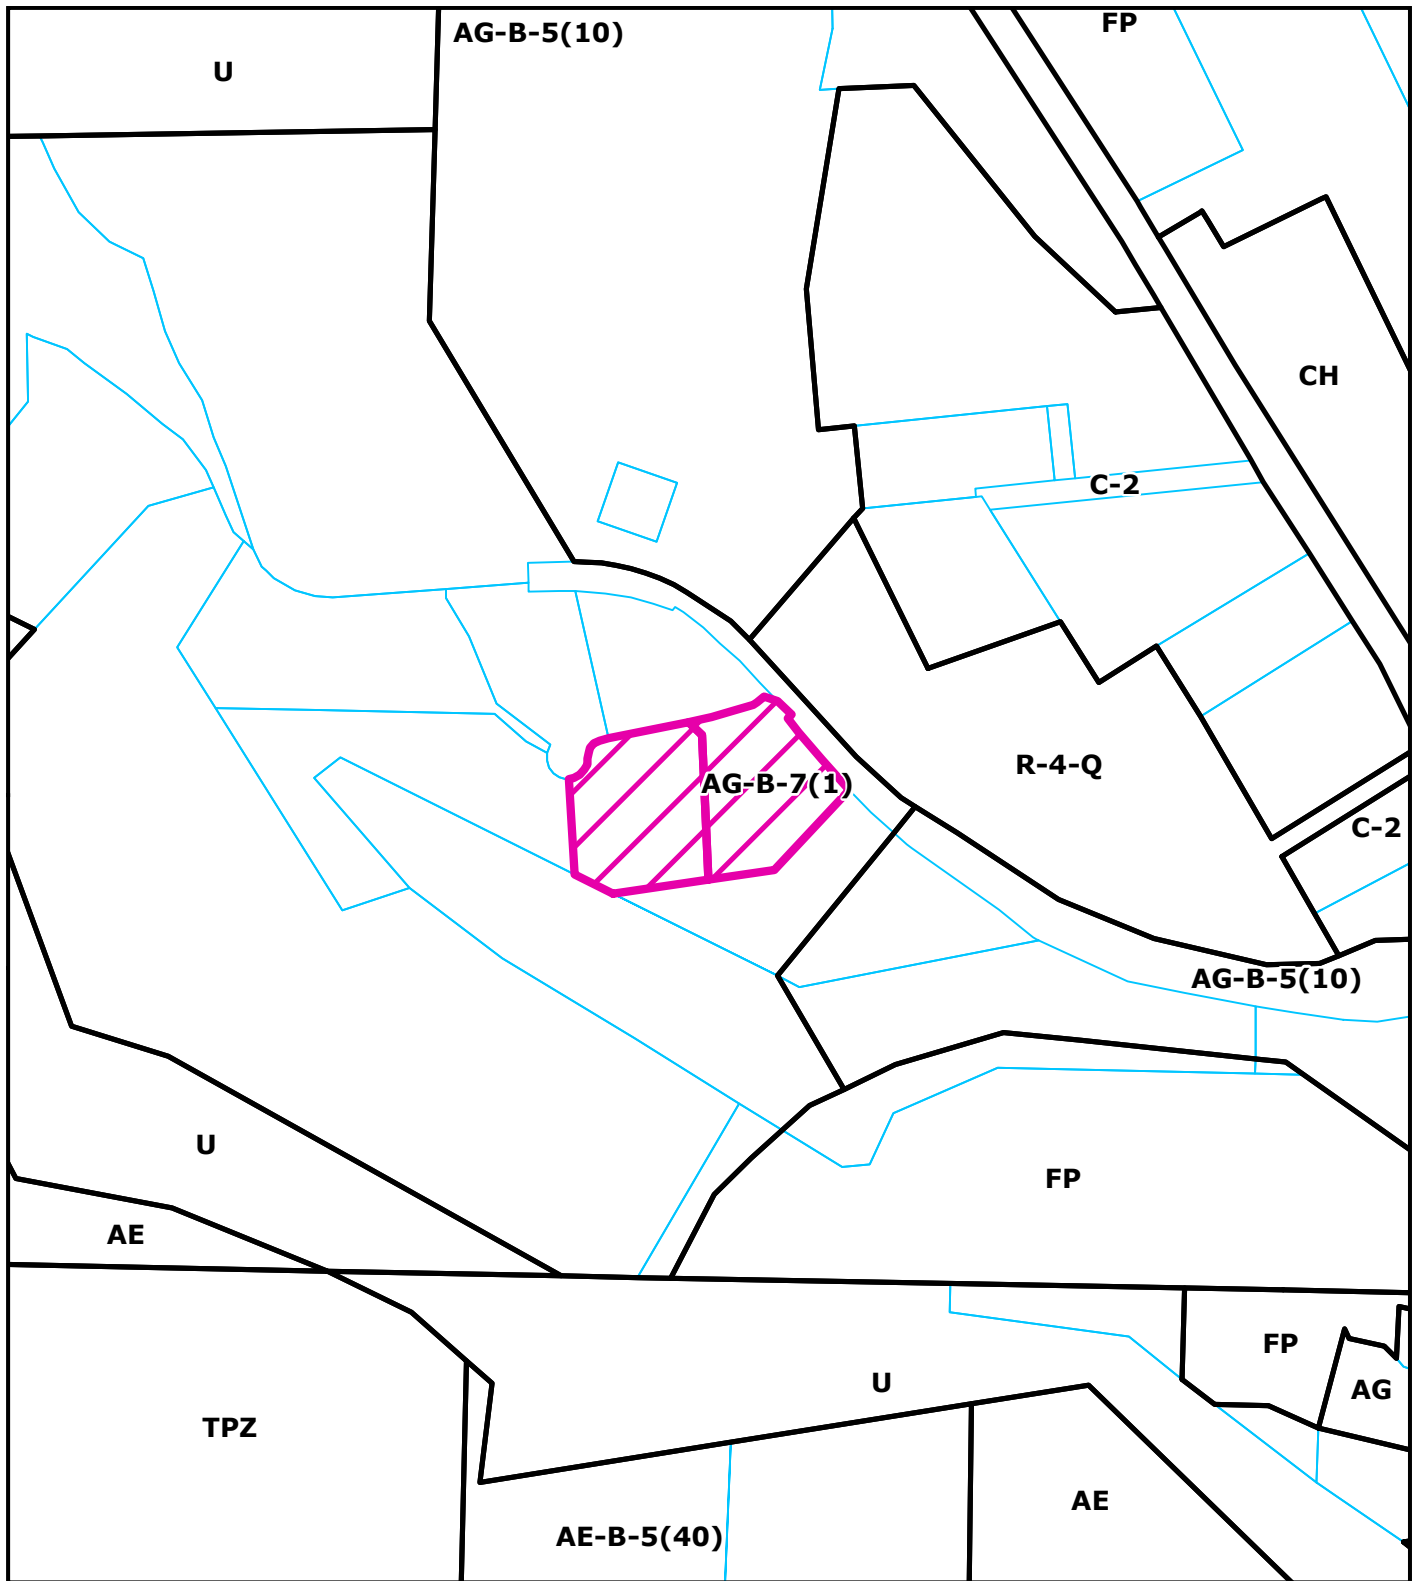 FP
AG-B-5(10)
U
CH
C-2
R-4-Q
AG-B-7(1)
C-2
AG-B-5(10)
U
FP
AE
FP
U
AG
TPZ
AE
AE-B-5(40)